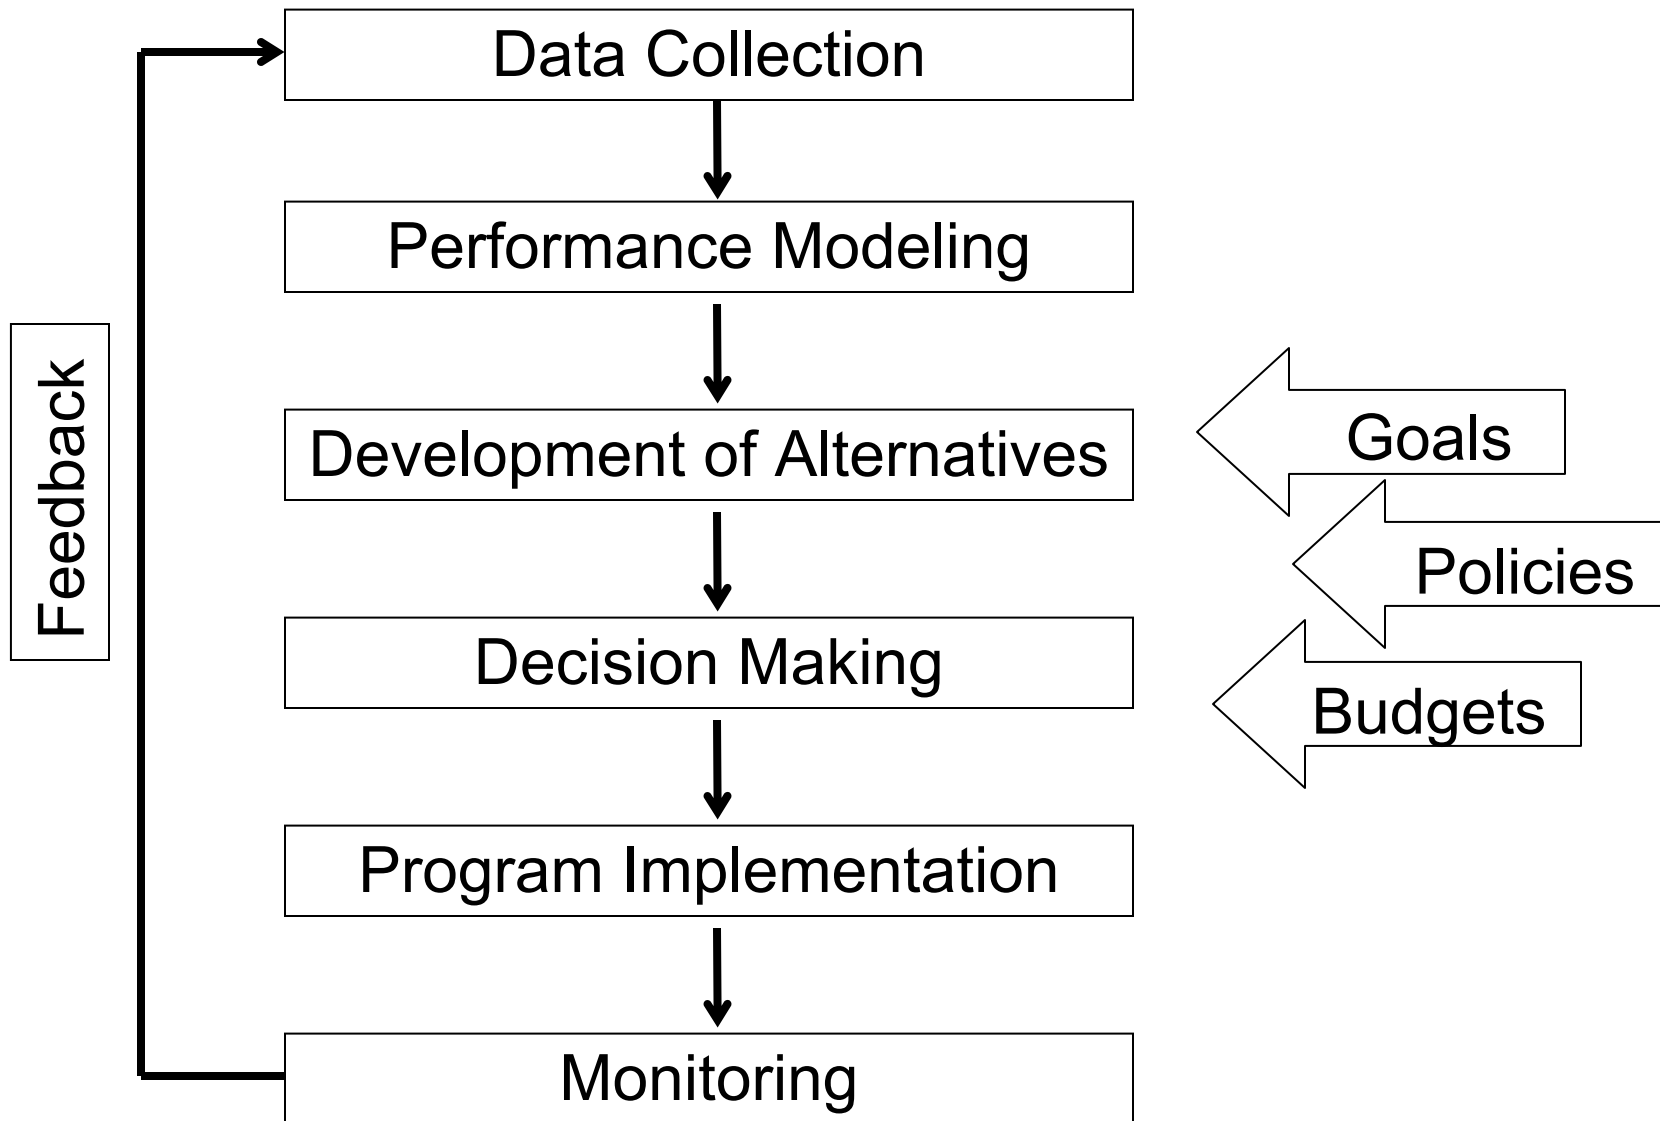 Data Collection
Performance Modeling
Feedback
Development of Alternatives
Goals
Policies
Decision Making
Budgets
Program Implementation
Monitoring